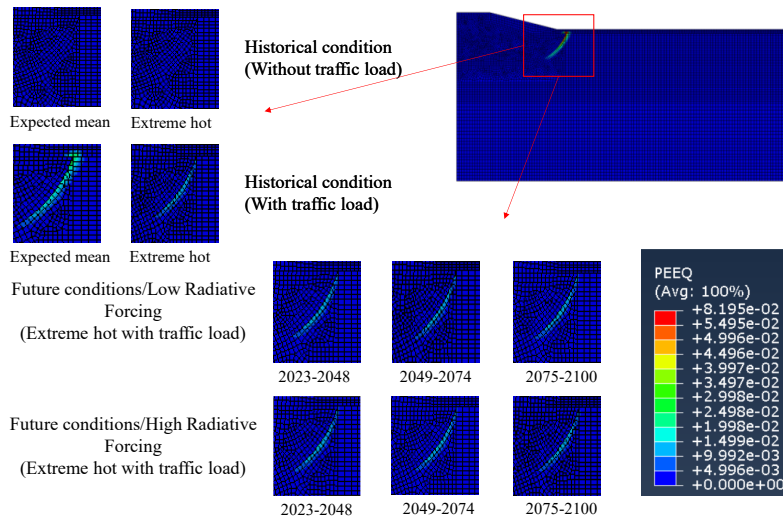 Historical condition
(Without traffic load)
Expected mean
Extreme hot
Historical condition
(With traffic load)
Expected mean
Extreme hot
Future conditions/Low Radiative
Forcing
(Extreme hot with traffic load)
2023-2048
2049-2074
2075-2100
Future conditions/High Radiative
Forcing
(Extreme hot with traffic load)
2023-2048
2049-2074
2075-2100
PEEQ
(Avg: 100%)
+8.195e-02
+5.495e-02
+4.996e-02
+4.496e-02
+3.997e-02
+3.497e-02
+2.998e-02
+2.498e-02
+1.998e-02
+1.499e-02
+9.992e-03
+4.996e-03
+0.000e+00